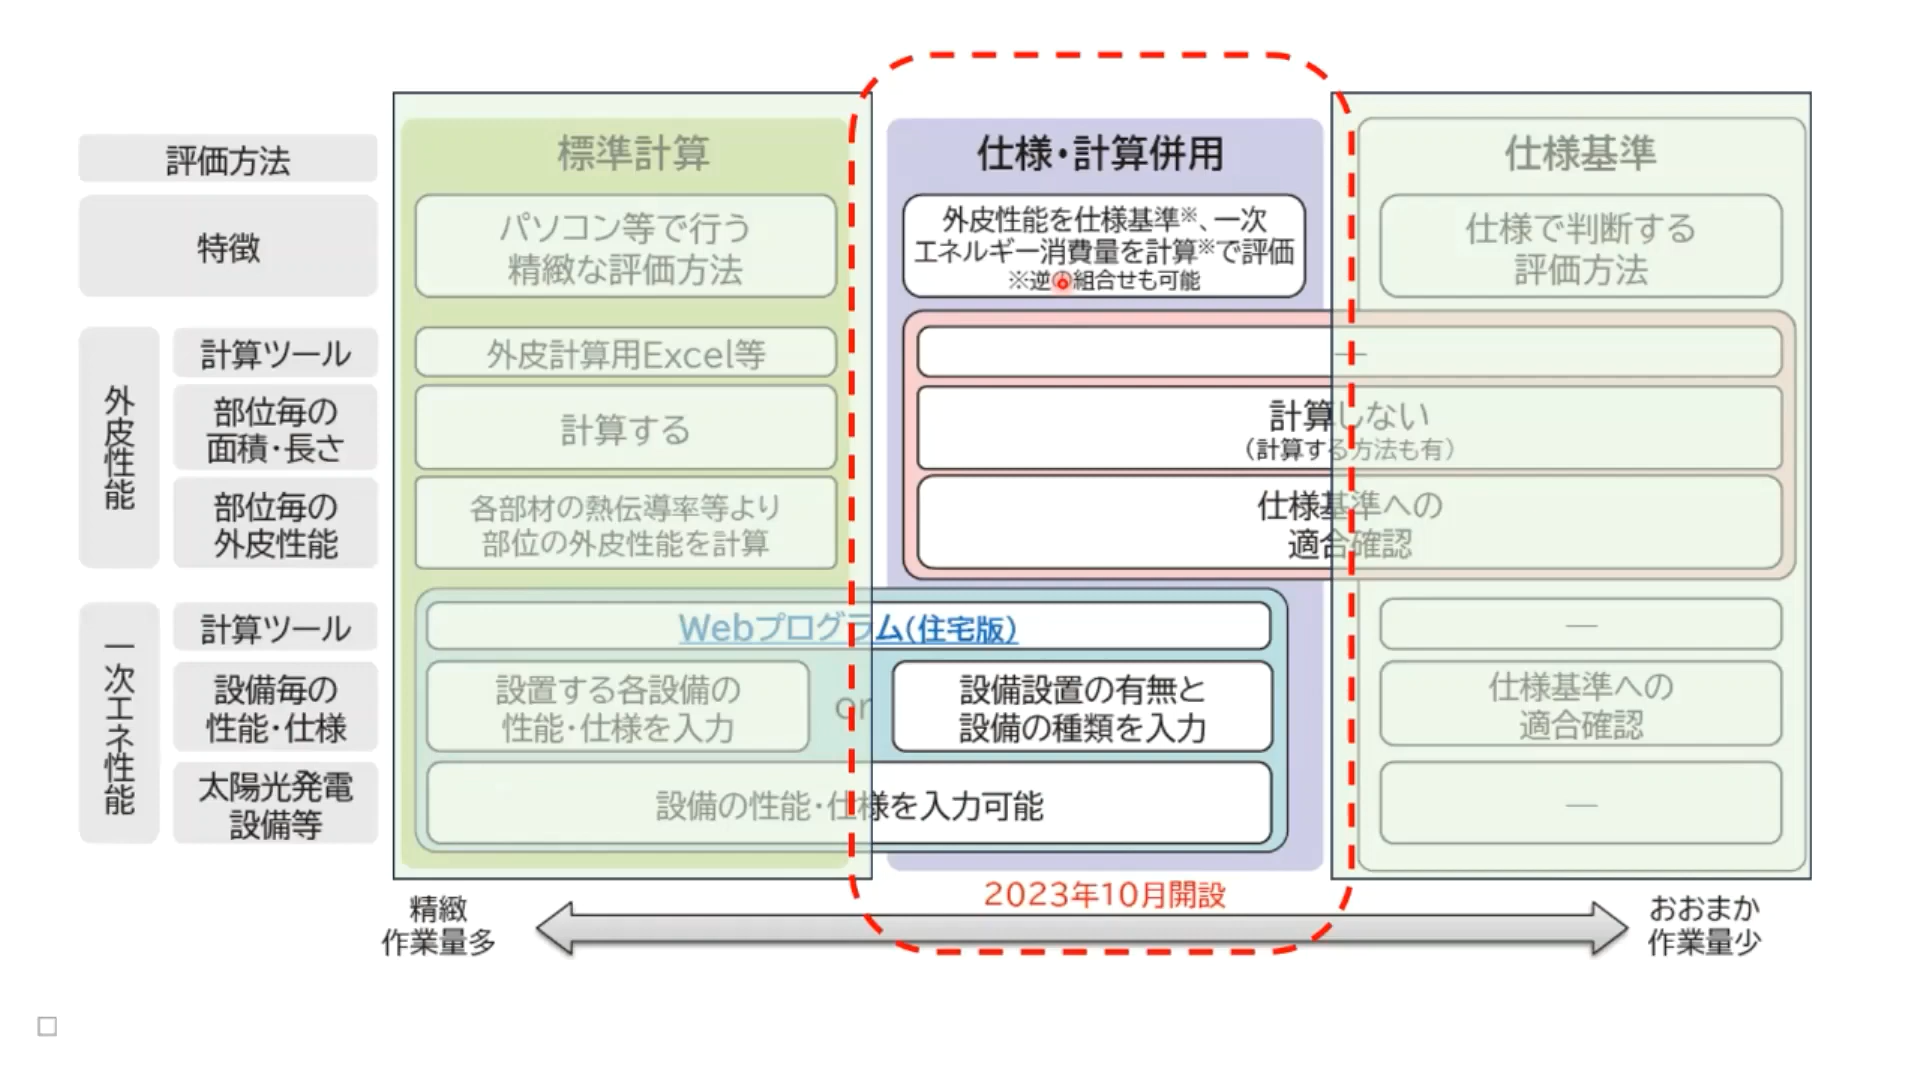 評価方法
標準計算
仕様・計算併用
仕様基準
特徴
パソコン等で行う
精緻な評価方法
外皮性能を仕様基準※、一次
エネルギー消費量を計算※で評価
※逆の組合せも可能
仕様で判断する
評価方法
外皮性能
計算ツール
外皮計算用Excel等
―
部位毎の
面積・長さ
計算する
計算しない
（計算する方法も有）
部位毎の
外皮性能
各部材の熱伝導率等より
部位の外皮性能を計算
仕様基準への
適合確認
一次エネ性能
計算ツール
Webプログラム(住宅版)
―
設備毎の
性能・仕様
設置する各設備の
性能・仕様を入力
or
設備設置の有無と
設備の種類を入力
仕様基準への
適合確認
太陽光発電
設備等
設備の性能・仕様を入力可能
―
2023年10月開設
精緻
作業量多
おおまか
作業量少